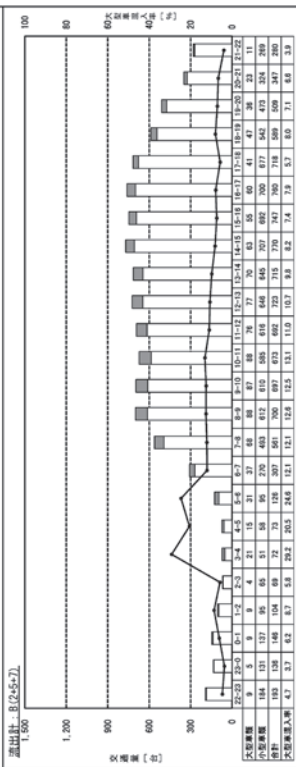 流出計：B(2+5+7)
交通量[台]
大型車混入率[%]
1,500 1,200 900 600 300 0
100 80 60 40 20 0
22-23 23-0 0-1 1-2 2-3 3-4 4-5 5-6 6-7 7-8 8-9 9-10 10-11 11-12 12-13 13-14 14-15 15-16 16-17 17-18 18-19 19-20 20-21 21-22
大型車類 9 5 9 9 4 21 15 31 37 68 88 87 88 76 77 70 63 55 60 41 47 36 23 11
小型車類 184 131 137 95 65 51 58 95 270 493 612 610 585 616 646 645 707 692 700 677 542 473 324 269
合計 193 136 146 104 69 72 73 126 307 561 700 697 673 692 723 715 770 747 760 718 589 509 347 280
大型車混入率 4.7 3.7 6.2 8.7 5.8 29.2 20.5 24.6 12.1 12.1 12.6 12.5 13.1 11.0 10.7 9.8 8.2 7.4 7.9 5.7 8.0 7.1 6.6 3.9